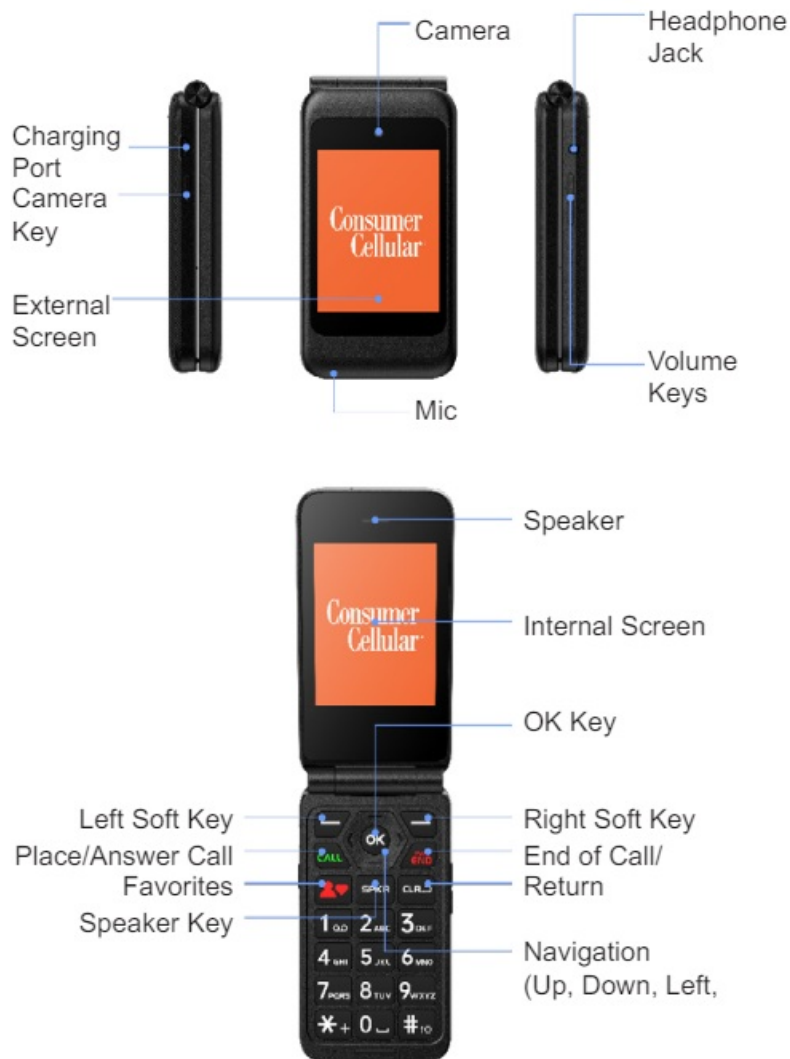 Camera
Headphone
Jack
Charging
Port
Camera
Key
Consumer
Cellular
External
Screen
Volume
Keys
Mic
Speaker
Consumer
Cellular
Internal Screen
OK Key
Left Soft Key
Right Soft Key
OK
Place/Answer Call
CALL
END
End of Call/
Favorites
SPKR
CLR
Return
Speaker Key
1
2 ABC
3 DEF
Navigation
(Up, Down, Left,
4 GHI
5 JKL
6 MNO
7 PQRS
8 TUV
9 WXYZ
* +
0
#